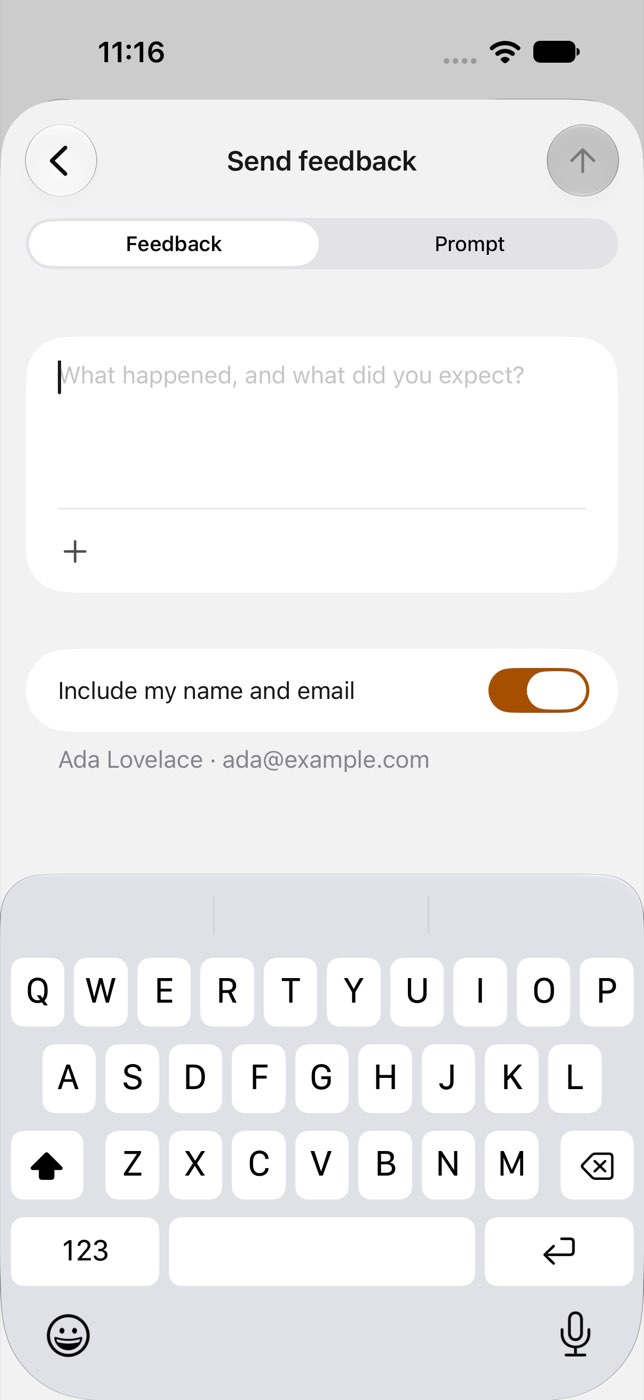 11:16
Send feedback
Feedback Prompt
What happened, and what did you expect?
Include my name and email
Ada Lovelace · ada@example.com
Q W E R T Y U I O P
A S D F G H J K L
Z X C V B N M
123